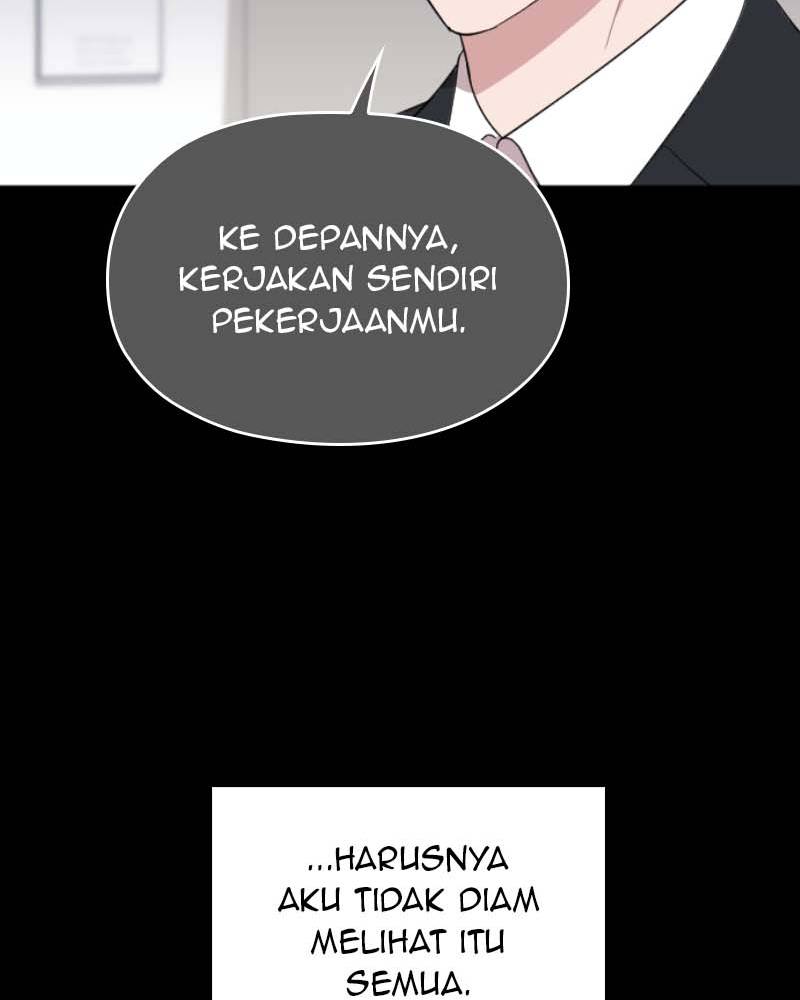 KE DEPANNYA,
KERJAKAN SENDIRI
PEKERJAANMU.
...HARUSNYA
AKU TIDAK DIAM
MELIHAT ITU
SEMUA.